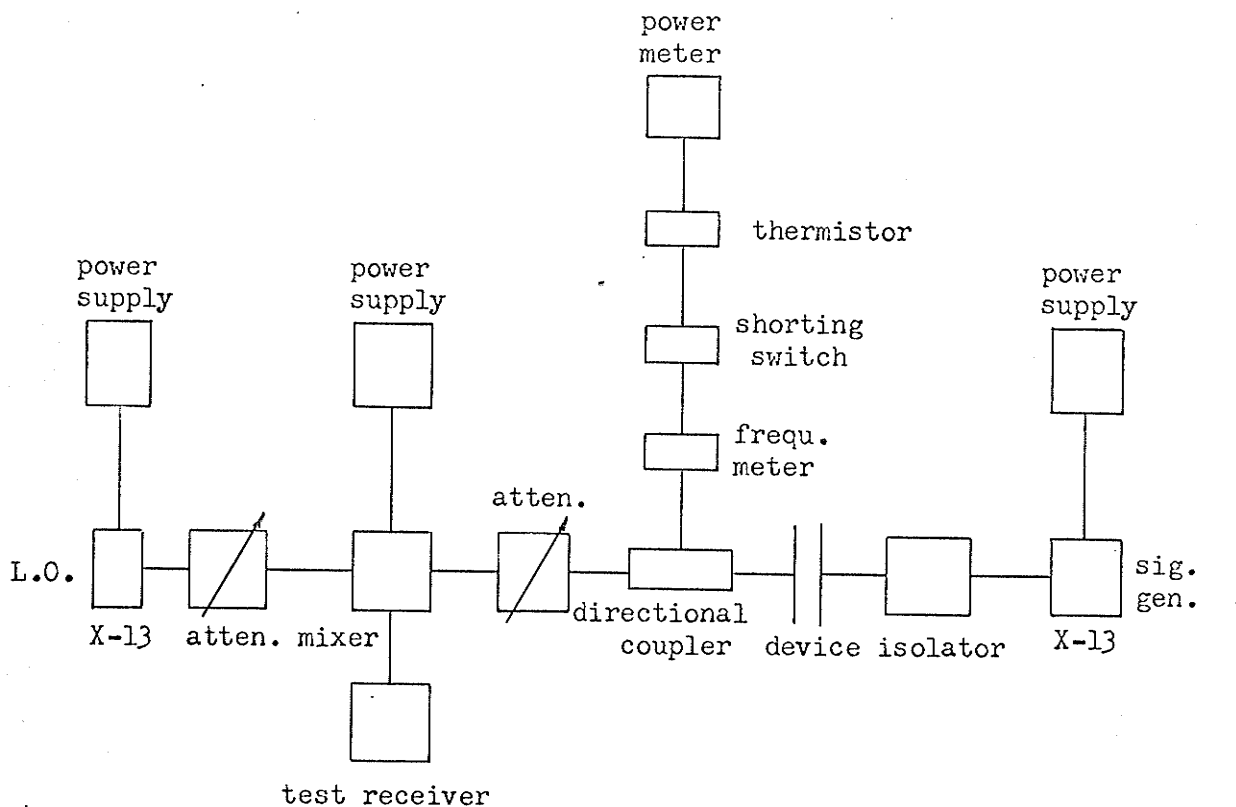 power
meter
thermistor
power
supply
power
supply
shorting
switch
power
supply
frequ.
meter
atten.
L.O.
X-13
atten.
mixer
directional
coupler
device
isolator
X-13
sig.
gen.
test receiver